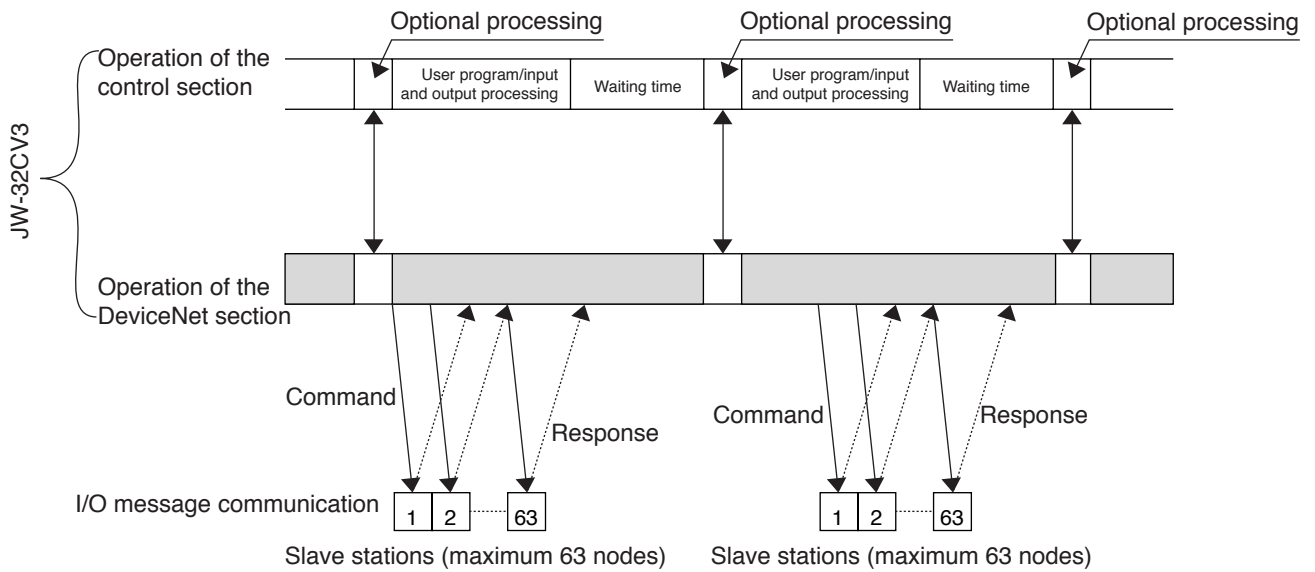 Optional processing
Optional processing
Optional processing
Operation of the
control section
User program/input
and output processing
Waiting time
User program/input
and output processing
Waiting time
JW-32CV3
Operation of the
DeviceNet section
Command
Response
Command
Response
I/O message communication
1
2
63
1
2
63
Slave stations (maximum 63 nodes)
Slave stations (maximum 63 nodes)